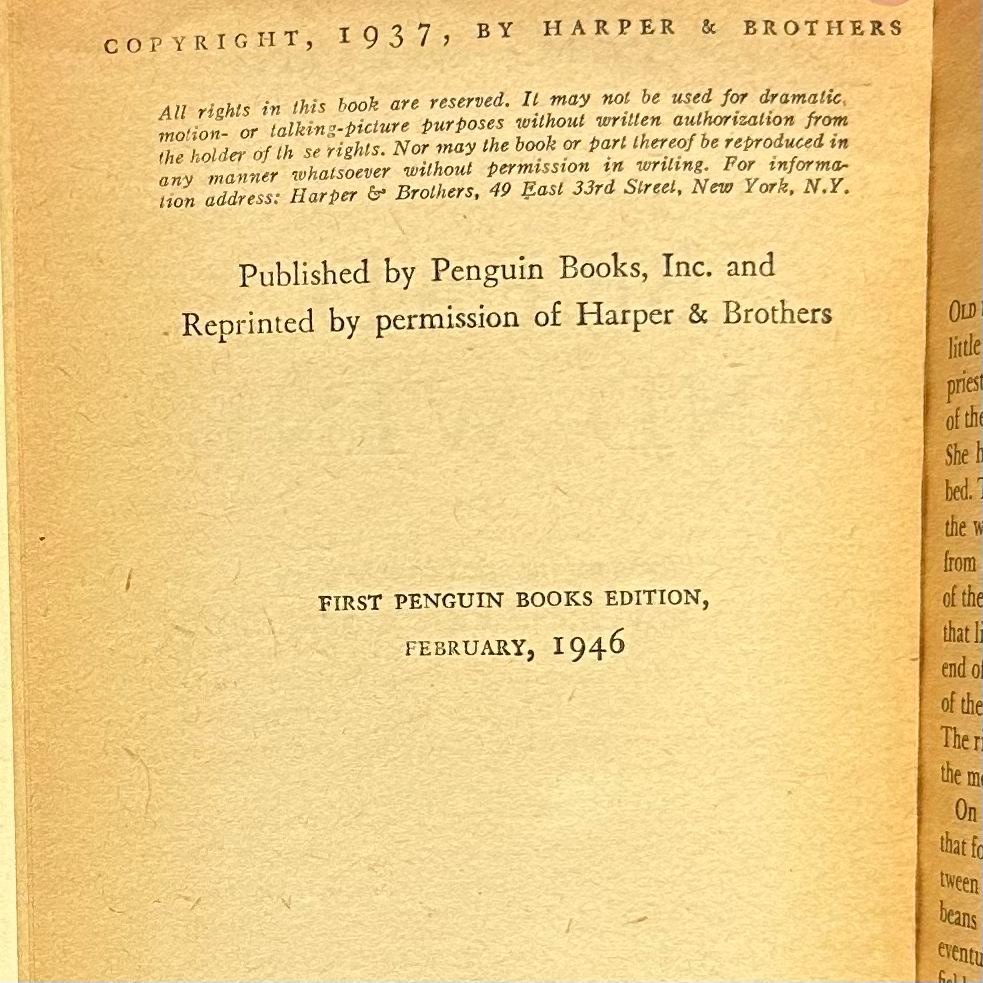 COPYRIGHT, 1937, BY HARPER & BROTHERS
All rights in this book are reserved. It may not be used for dramatic,
motion- or talking-picture purposes without written authorization from
the holder of th se rights. Nor may the book or part thereof be reproduced in
any manner whatsoever without permission in writing. For informa-
tion address: Harper & Brothers, 49 East 33rd Street, New York, N.Y.
Published by Penguin Books, Inc. and
Reprinted by permission of Harper & Brothers
FIRST PENGUIN BOOKS EDITION,
FEBRUARY, 1946
OLD
little
priest
of the
She
bed.
the
from
of the
that
end of
of the
The
the
On
that
tween
beans